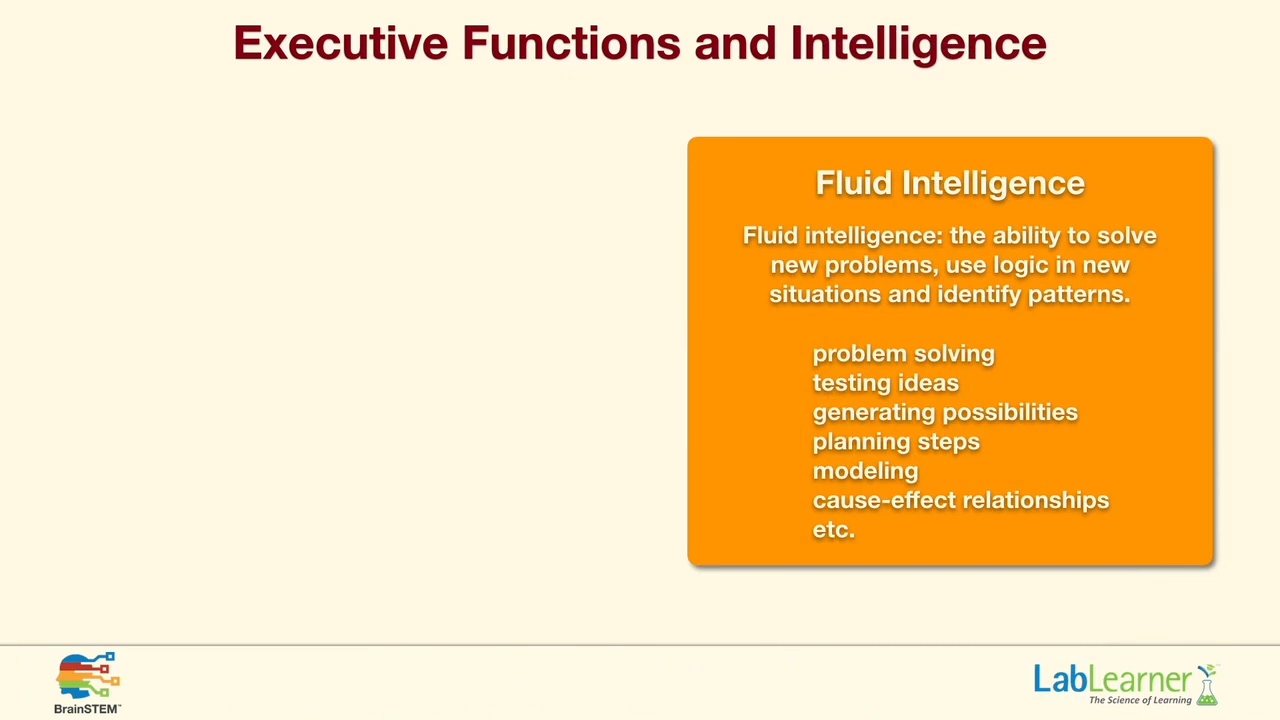 Executive Functions and Intelligence
Fluid Intelligence
Fluid intelligence: the ability to solve
new problems, use logic in new
situations and identify patterns.
problem solving
testing ideas
generating possibilities
planning steps
modeling
cause-effect relationships
etc.
BrainSTEM™
LabLearner
The Science of Learning